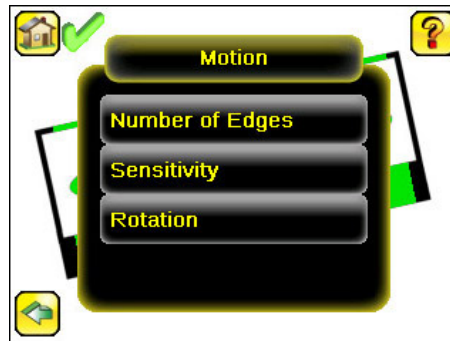 Motion
Number of Edges
Sensitivity
Rotation
?